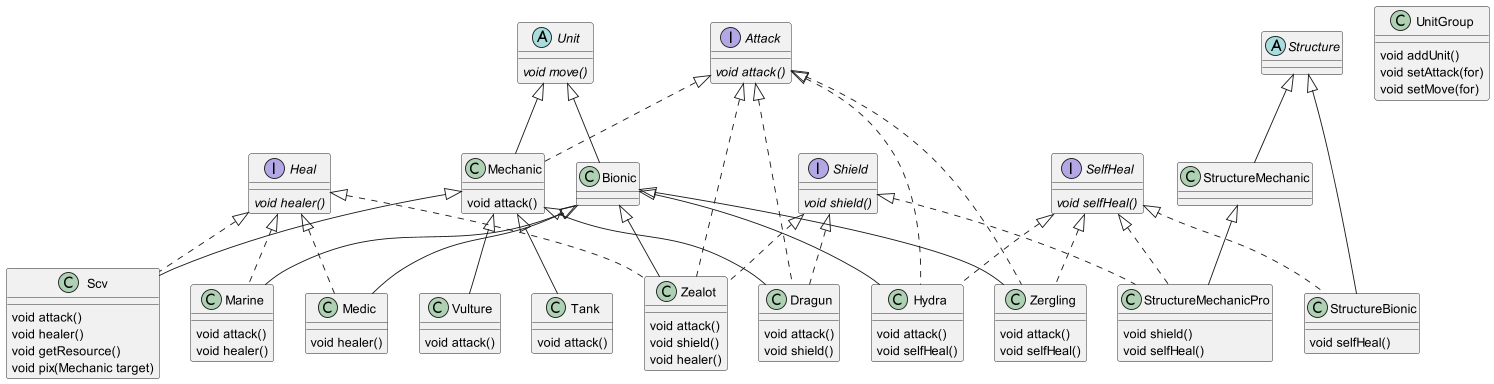 A Unit
void move()
I Attack
void attack()
A Structure
C UnitGroup
void addUnit()
void setAttack(for)
void setMove(for)
I Heal
void healer()
C Mechanic
void attack()
C Bionic
I Shield
void shield()
I SelfHeal
void selfHeal()
C StructureMechanic
C Scv
void attack()
void healer()
void getResource()
void pix(Mechanic target)
C Marine
void attack()
void healer()
C Medic
void healer()
C Vulture
void attack()
C Tank
void attack()
C Zealot
void attack()
void shield()
void healer()
C Dragun
void attack()
void shield()
C Hydra
void attack()
void selfHeal()
C Zergling
void attack()
void selfHeal()
C StructureMechanicPro
void shield()
void selfHeal()
C StructureBionic
void selfHeal()